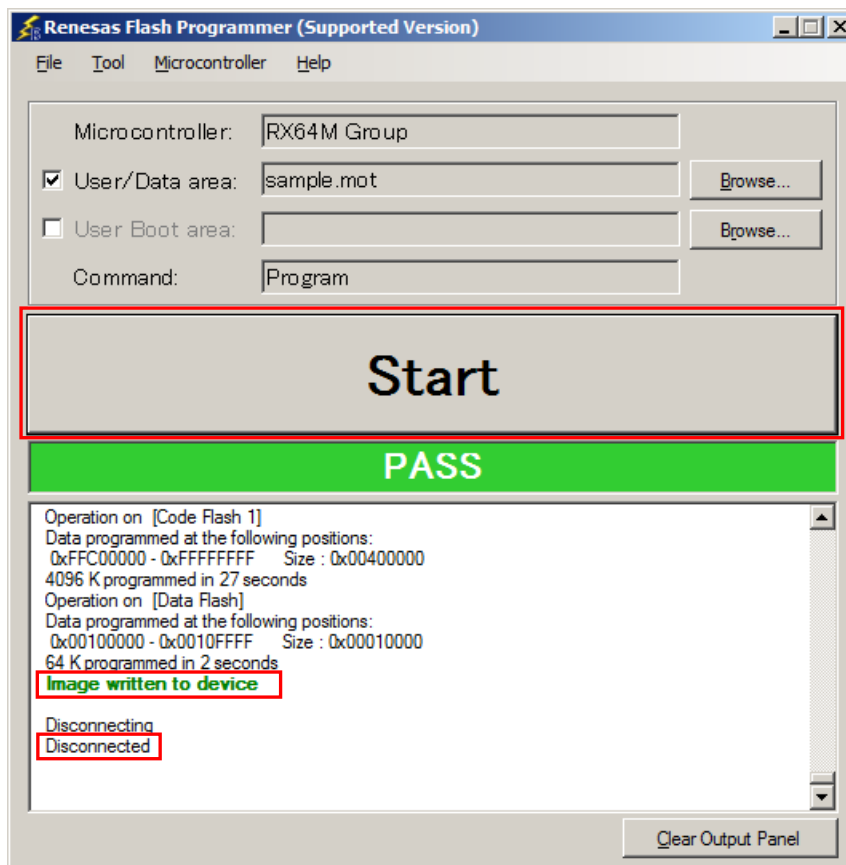 Renesas Flash Programmer (Supported Version)
File Tool Microcontroller Help
Microcontroller: RX64M Group
User/Data area: sample.mot Browse...
User Boot area: Browse...
Command: Program
Start
PASS
Operation on [Code Flash 1]
Data programmed at the following positions:
0xFFC00000 - 0xFFFFFFFF Size : 0x00400000
4096 K programmed in 27 seconds
Operation on [Data Flash]
Data programmed at the following positions:
0x00100000 - 0x0010FFFF Size : 0x00010000
64 K programmed in 2 seconds
Image written to device
Disconnecting
Disconnected
Clear Output Panel